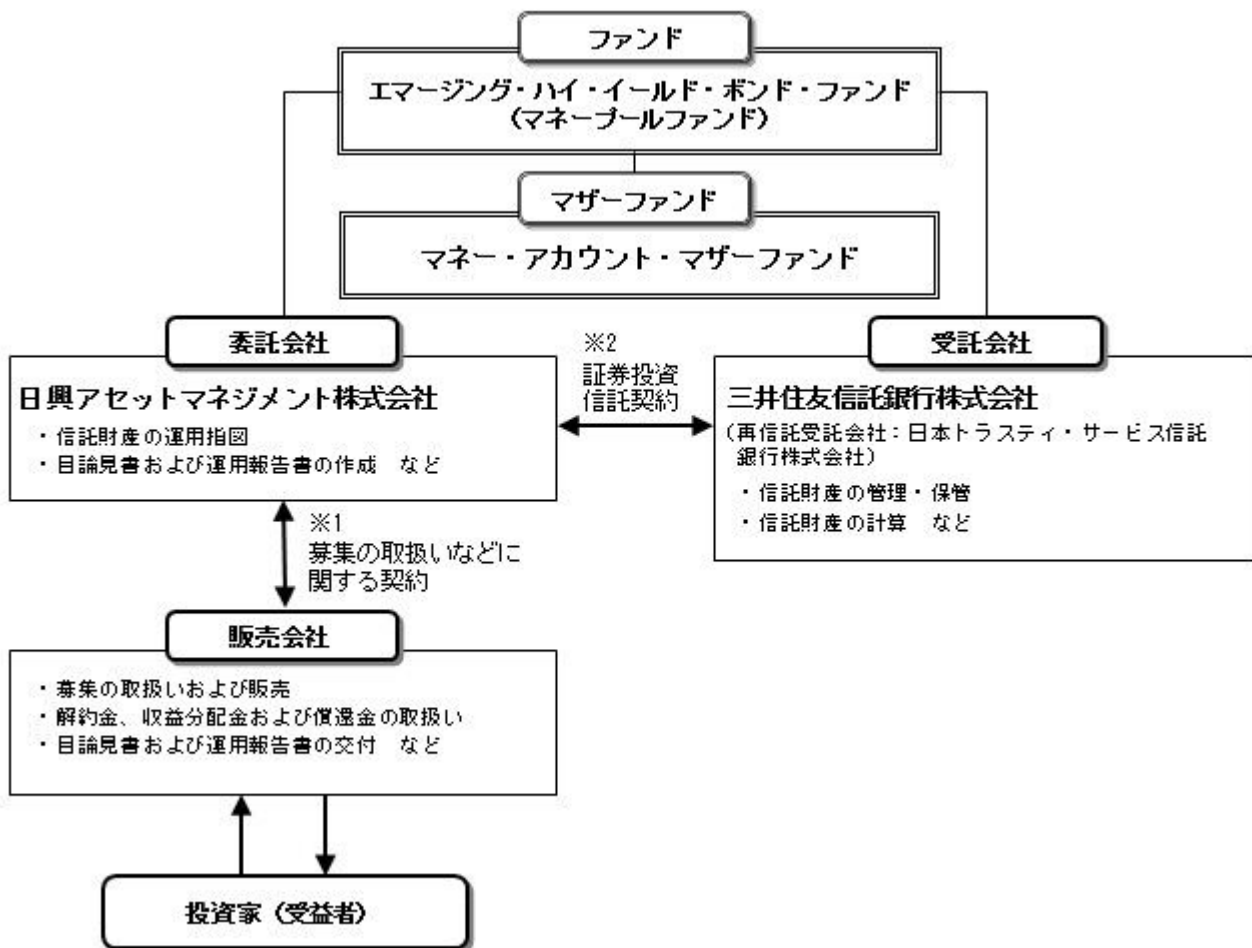 ファンド
エマージング・ハイ・イールド・ボンド・ファンド
(マネープールファンド)
マザーファンド
マネー・アカウント・マザーファンド
委託会社
日興アセットマネジメント株式会社
・信託財産の運用指図
・目論見書および運用報告書の作成　など
※2
証券投資
信託契約
受託会社
三井住友信託銀行株式会社
(再信託受託会社:日本トラスティ・サービス信託
銀行株式会社)
・信託財産の管理・保管
・信託財産の計算　など
※1
募集の取扱いなどに
関する契約
販売会社
・募集の取扱いおよび販売
・解約金、収益分配金および償還金の取扱い
・目論見書および運用報告書の交付　など
投資家(受益者)